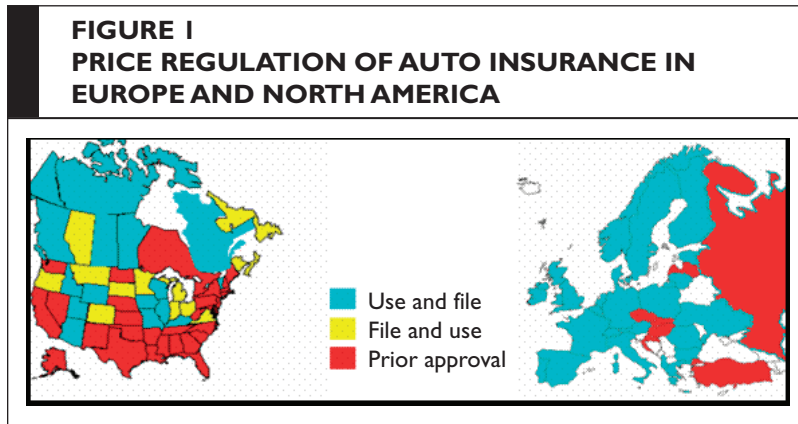 FIGURE 1
PRICE REGULATION OF AUTO INSURANCE IN
EUROPE AND NORTH AMERICA
Use and file
File and use
Prior approval